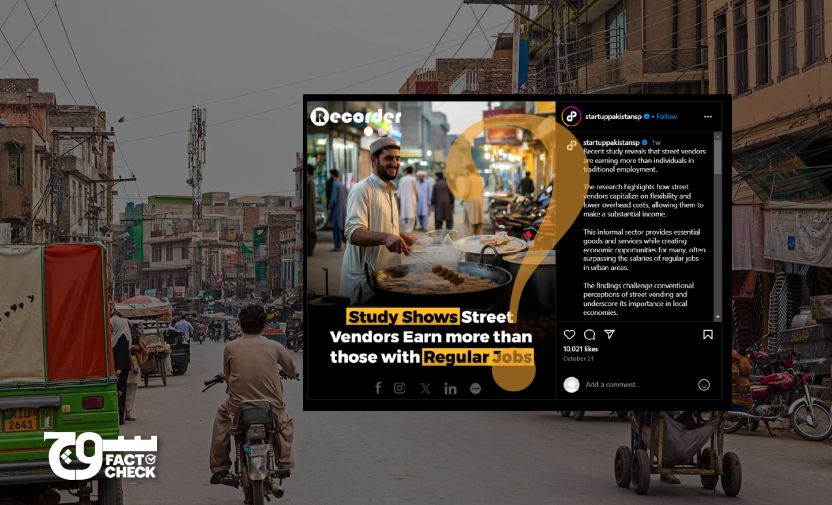 Recorder
Study Shows Street
Vendors Earn more than
those with Regular Jobs
startuppakistansp • Follow
startuppakistansp 1w
Recent study reveals that street vendors
are earning more than individuals in
traditional employment.
The research highlights how street
vendors capitalize on flexibility and
lower overhead costs, allowing them to
make a substantial income.
This informal sector provides essential
goods and services while creating
economic opportunities for many, often
surpassing the salaries of regular jobs
in urban areas.
The findings challenge conventional
perceptions of street vending and
underscore its importance in local
economies.
10,021 likes
October 21
Add a comment...
?
RIU
2641
FACT
CHECK